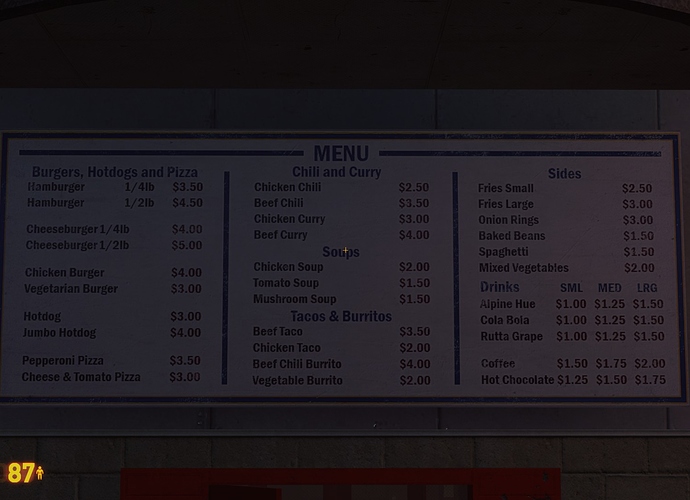 MENU
Burgers, Hotdogs and Pizza
Hamburger 1/4lb $3.50
Hamburger 1/2lb $4.50
Cheeseburger 1/4lb $4.00
Cheeseburger 1/2lb $5.00
Chicken Burger $4.00
Vegetarian Burger $3.00
Hotdog $3.00
Jumbo Hotdog $4.00
Pepperoni Pizza $3.50
Cheese & Tomato Pizza $3.00
Chili and Curry
Chicken Chili $2.50
Beef Chili $3.50
Chicken Curry $3.00
Beef Curry $4.00
Soups
Chicken Soup $2.00
Tomato Soup $1.50
Mushroom Soup $1.50
Tacos & Burritos
Beef Taco $3.50
Chicken Taco $2.00
Beef Chili Burrito $4.00
Vegetable Burrito $2.00
Sides
Fries Small $2.50
Fries Large $3.00
Onion Rings $3.00
Baked Beans $1.50
Spaghetti $1.50
Mixed Vegetables $2.00
Drinks SML MED LRG
Alpine Hue $1.00 $1.25 $1.50
Cola Bola $1.00 $1.25 $1.50
Rutta Grape $1.00 $1.25 $1.50
Coffee $1.50 $1.75 $2.00
Hot Chocolate $1.25 $1.50 $1.75
87